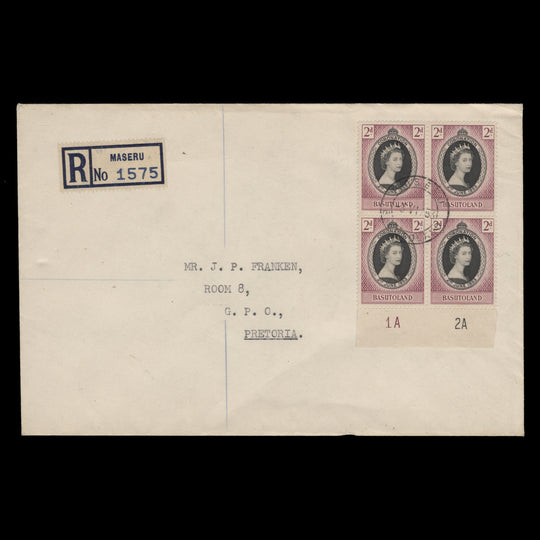 R
MASERU
No 1575
2d 2d
BASUTOLAND BASUTOLAND
2d 2d
BASUTOLAND BASUTOLAND
1A 2A
MR. J. P. FRANKEN,
ROOM 8,
G. P. O.,
PRETORIA.